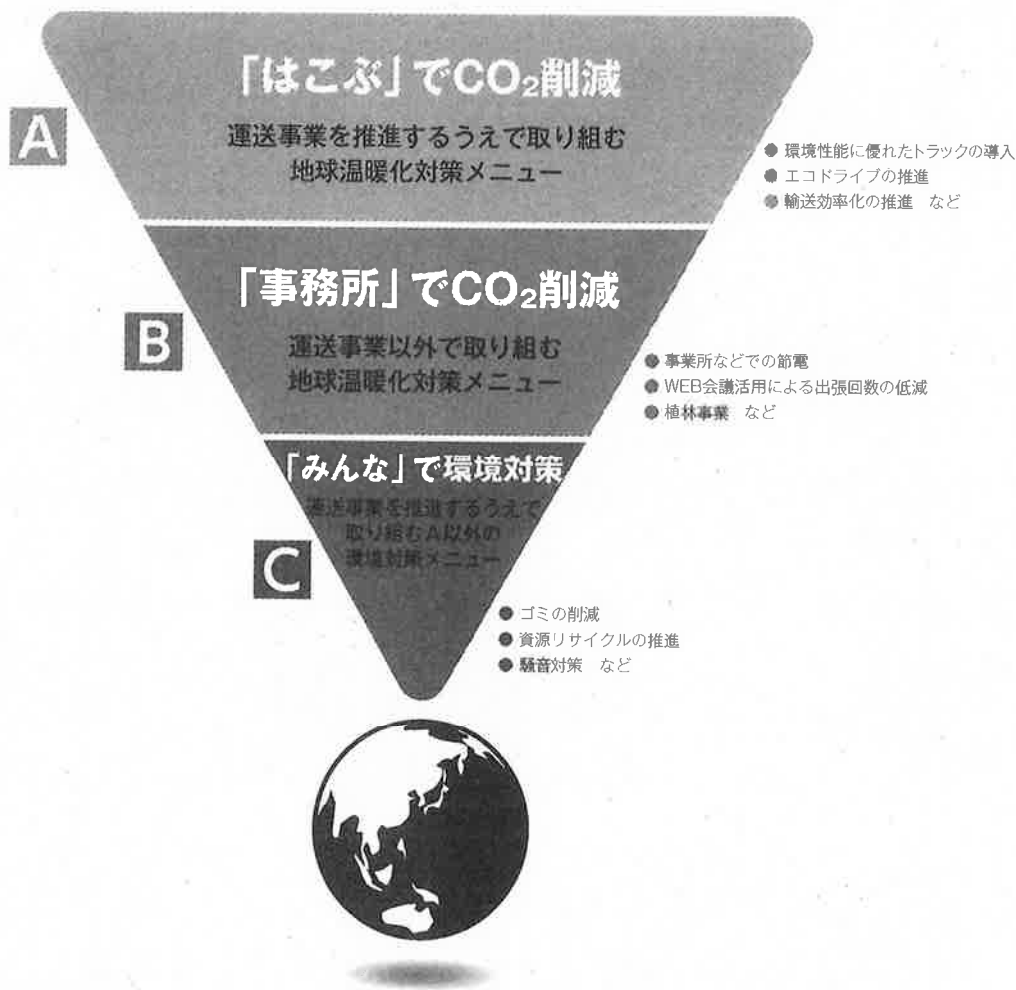 A
「はこぶ」でCO₂削減
運送事業を推進するうえで取り組む
地球温暖化対策メニュー
● 環境性能に優れたトラックの導入
● エコドライブの推進
● 輸送効率化の推進 など
B
「事務所」でCO₂削減
運送事業以外で取り組む
地球温暖化対策メニュー
● 事業所などでの節電
● WEB会議活用による出張回数の低減
● 植林事業 など
C
「みんな」で環境対策
運送事業を推進するうえで
取り組むA以外の
環境対策メニュー
● ゴミの削減
● 資源リサイクルの推進
● 騒音対策 など